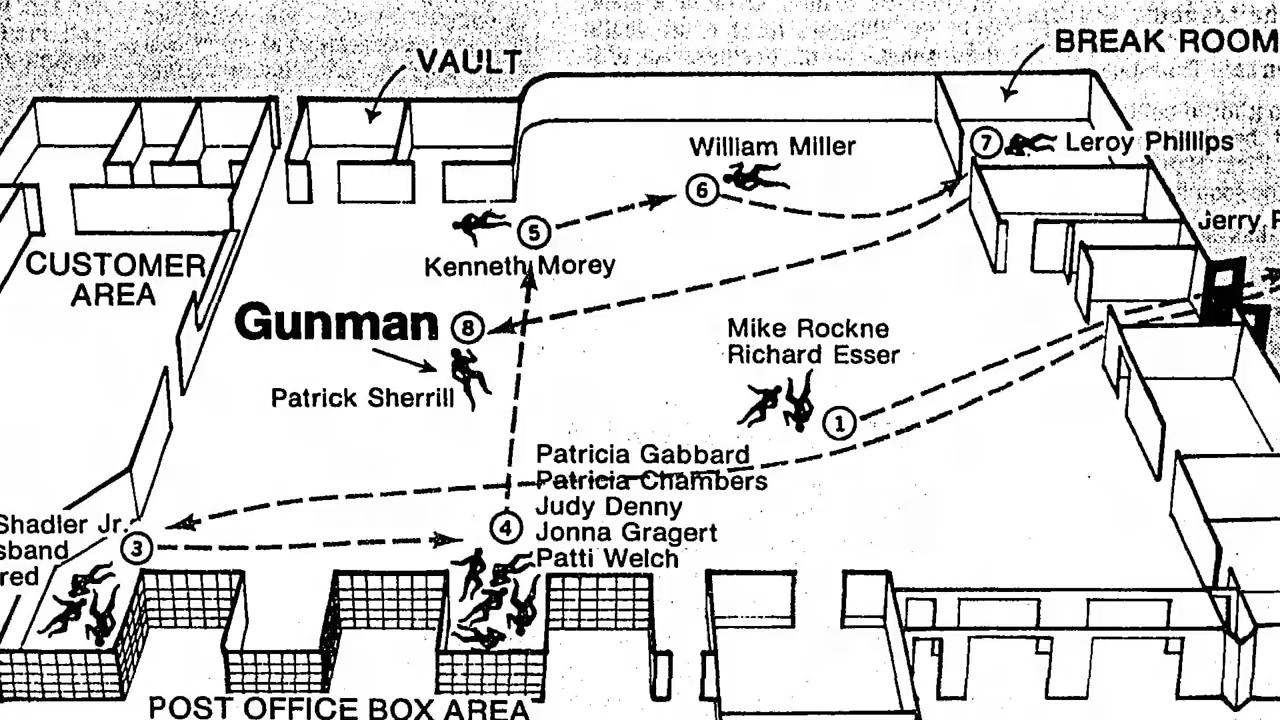 VAULT
BREAK ROOM
William Miller
7
Leroy Phillips
6
Jerry
5
CUSTOMER
AREA
Kenneth Morey
Gunman
8
Mike Rockne
Richard Esser
Patrick Sherrill
1
Patricia Gabbard
Patricia Chambers
Judy Denny
4
Jonna Gragert
Patti Welch
Shadler Jr.
sband
3
red
POST OFFICE BOX AREA